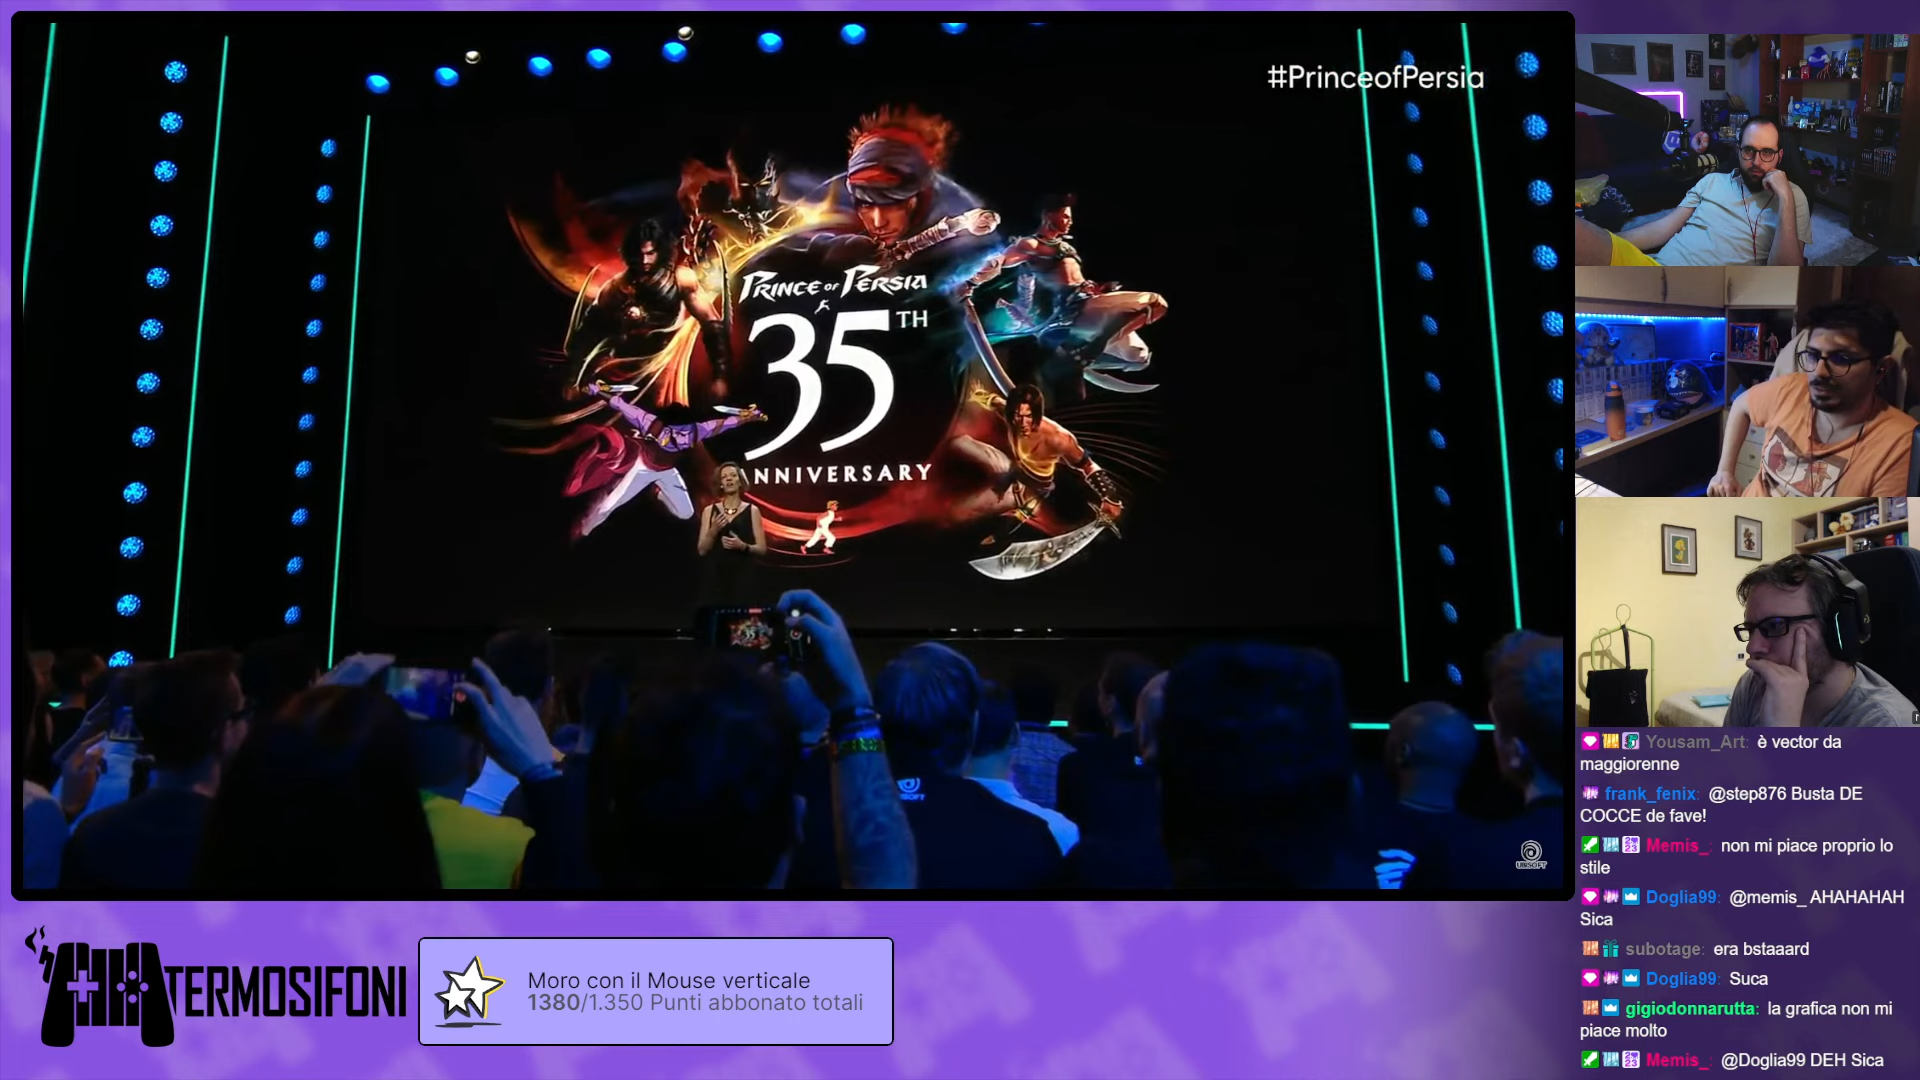 #PrinceofPersia
PRINCE OF PERSIA
35TH
ANNIVERSARY
UBISOFT
TERMOSIFONI
Moro con il Mouse verticale
1380/1.350 Punti abbonato totali
Yousam_Art: è vector da
maggiorenne
frank_fenix: @step876 Busta DE
COCCE de fave!
Memis_: non mi piace proprio lo
stile
Doglia99: @memis_ AHAHAHAH
Sica
subotage: era bstaaard
Doglia99: Suca
gigiodonnarutta: la grafica non mi
piace molto
Memis_: @Doglia99 DEH Sica